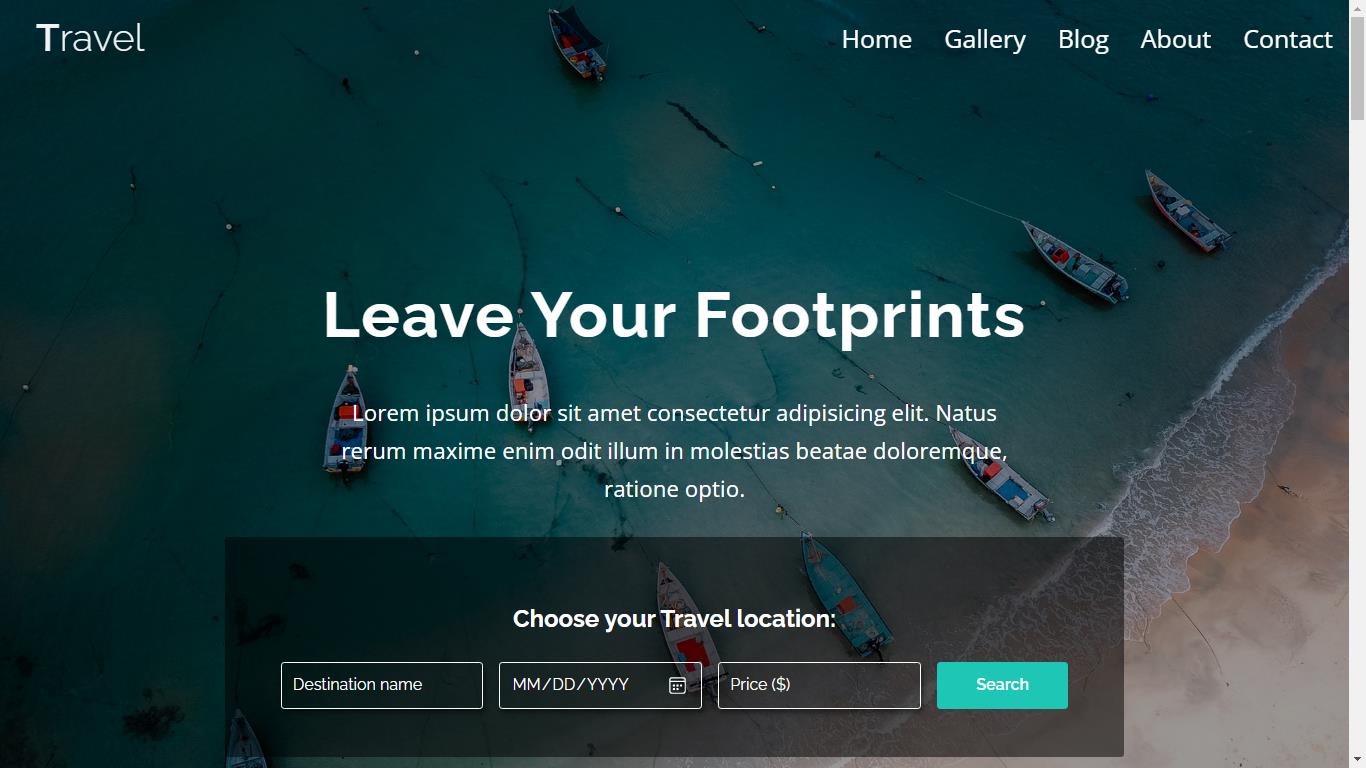 Travel
Home Gallery Blog About Contact
Leave Your Footprints
Lorem ipsum dolor sit amet consectetur adipisicing elit. Natus
rerum maxime enim odit illum in molestias beatae doloremque,
ratione optio.
Choose your Travel location:
Destination name MM/DD/YYYY Price ($) Search